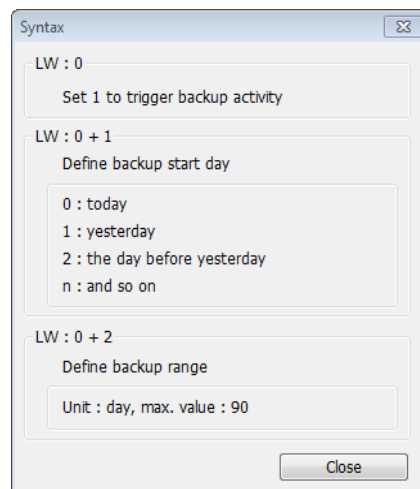 Syntax
LW : 0
Set 1 to trigger backup activity
LW : 0 + 1
Define backup start day
0 : today
1 : yesterday
2 : the day before yesterday
n : and so on
LW : 0 + 2
Define backup range
Unit : day, max. value : 90
Close